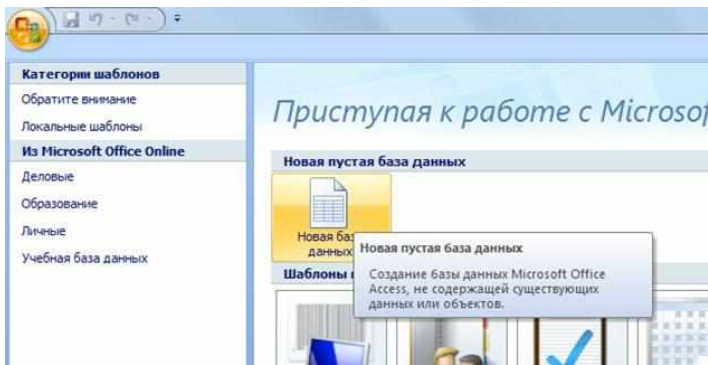 Категории шаблонов
Обратите внимание
Локальные шаблоны
Из Microsoft Office Online
Деловые
Образование
Личные
Учебная база данных
Приступая к работе с Microsof
Новая пустая база данных
Новая баз
данных
Новая пустая база данных
Создание базы данных Microsoft Office
Access, не содержащей существующих
данных или объектов.
Шаблоны